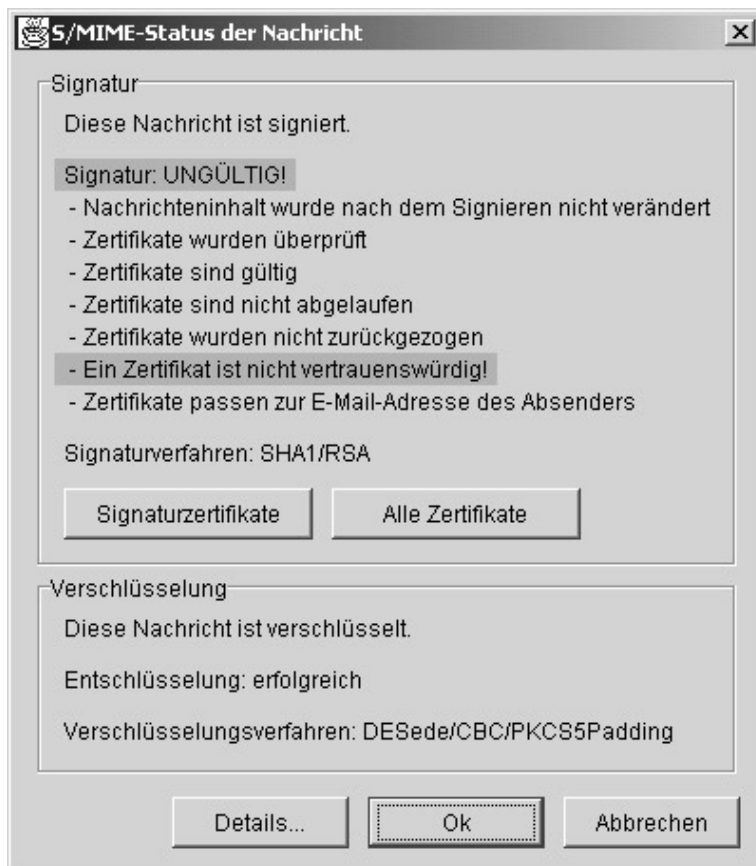 S/MIME-Status der Nachricht
Signatur
Diese Nachricht ist signiert.
Signatur: UNGÜLTIG!
- Nachrichteninhalt wurde nach dem Signieren nicht verändert
- Zertifikate wurden überprüft
- Zertifikate sind gültig
- Zertifikate sind nicht abgelaufen
- Zertifikate wurden nicht zurückgezogen
- Ein Zertifikat ist nicht vertrauenswürdig!
- Zertifikate passen zur E-Mail-Adresse des Absenders
Signaturverfahren: SHA1/RSA
Signaturzertifikate Alle Zertifikate
Verschlüsselung
Diese Nachricht ist verschlüsselt.
Entschlüsselung: erfolgreich
Verschlüsselungsverfahren: DESede/CBC/PKCS5Padding
Details... Ok Abbrechen